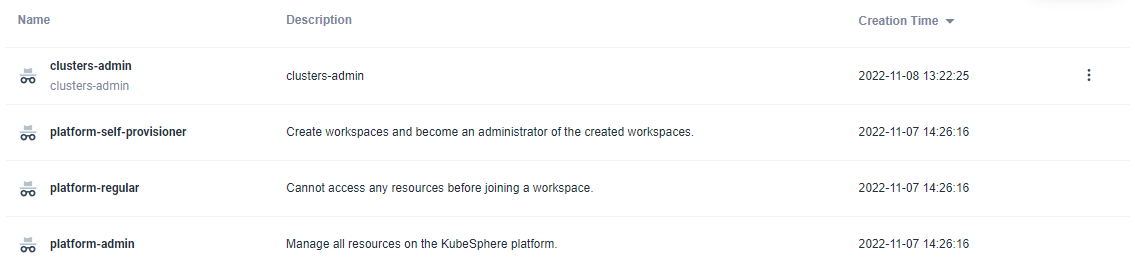 Name Description Creation Time
clusters-admin
clusters-admin clusters-admin 2022-11-08 13:22:25
platform-self-provisioner Create workspaces and become an administrator of the created workspaces. 2022-11-07 14:26:16
platform-regular Cannot access any resources before joining a workspace. 2022-11-07 14:26:16
platform-admin Manage all resources on the KubeSphere platform. 2022-11-07 14:26:16